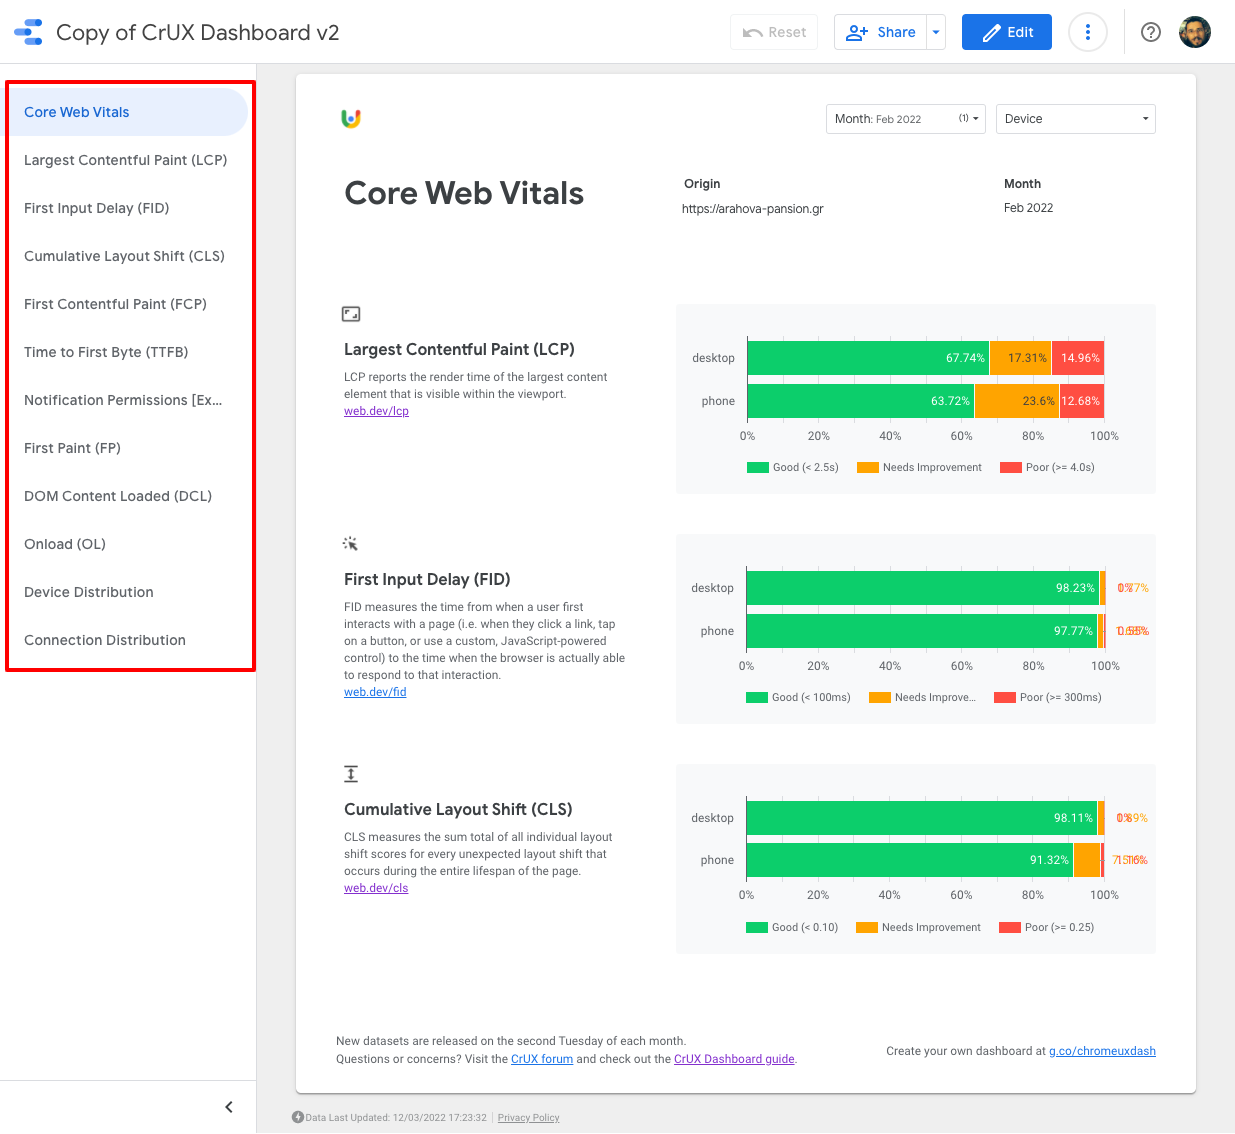 Copy of CrUX Dashboard v2
Reset
Share
Edit
Core Web Vitals
Largest Contentful Paint (LCP)
First Input Delay (FID)
Cumulative Layout Shift (CLS)
First Contentful Paint (FCP)
Time to First Byte (TTFB)
Notification Permissions [Ex...
First Paint (FP)
DOM Content Loaded (DCL)
Onload (OL)
Device Distribution
Connection Distribution
Month: Feb 2022 (1)
Device
Core Web Vitals
Origin
https://arahova-pansion.gr
Month
Feb 2022
Largest Contentful Paint (LCP)
LCP reports the render time of the largest content
element that is visible within the viewport.
web.dev/lcp
desktop 67.74% 17.31% 14.96%
phone 63.72% 23.6% 12.68%
0% 20% 40% 60% 80% 100%
Good (< 2.5s) Needs Improvement Poor (>= 4.0s)
First Input Delay (FID)
FID measures the time from when a user first
interacts with a page (i.e. when they click a link, tap
on a button, or use a custom, JavaScript-powered
control) to the time when the browser is actually able
to respond to that interaction.
web.dev/fid
desktop 98.23%
phone 97.77%
0% 20% 40% 60% 80% 100%
Good (< 100ms) Needs Improve... Poor (>= 300ms)
Cumulative Layout Shift (CLS)
CLS measures the sum total of all individual layout
shift scores for every unexpected layout shift that
occurs during the entire lifespan of the page.
web.dev/cls
desktop 98.11%
phone 91.32%
0% 20% 40% 60% 80% 100%
Good (< 0.10) Needs Improvement Poor (>= 0.25)
New datasets are released on the second Tuesday of each month.
Questions or concerns? Visit the CrUX forum and check out the CrUX Dashboard guide.
Create your own dashboard at g.co/chromeuxdash
Data Last Updated: 12/03/2022 17:23:32
Privacy Policy